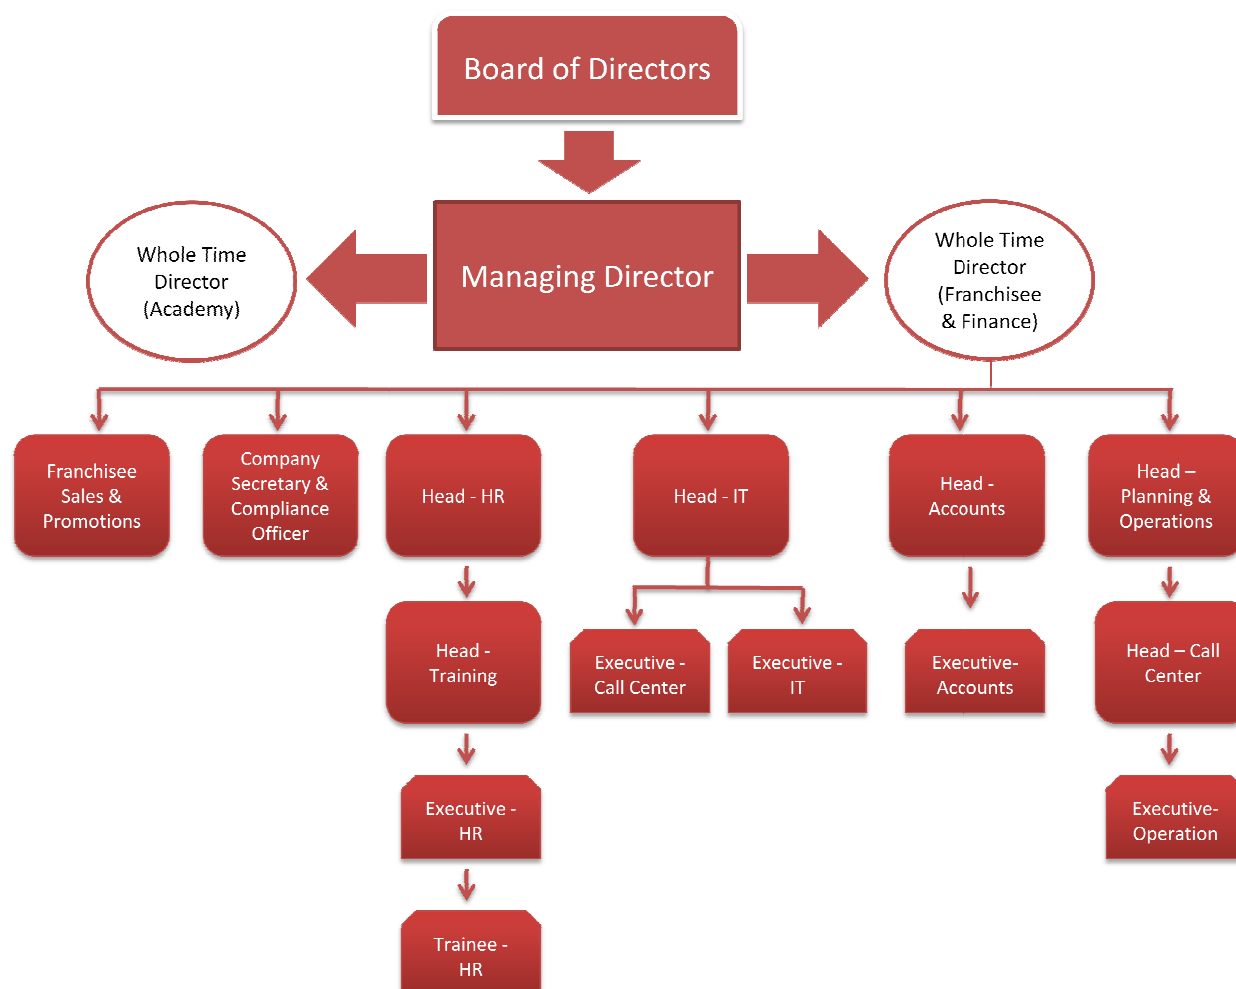 Board of Directors
Whole Time
Director
(Academy)
Managing Director
Whole Time
Director
(Franchisee
& Finance)
Franchisee
Sales &
Promotions
Company
Secretary &
Compliance
Officer
Head - HR
Head - IT
Head -
Accounts
Head –
Planning &
Operations
Head -
Training
Executive -
Call Center
Executive -
IT
Executive-
Accounts
Head – Call
Center
Executive -
HR
Executive-
Operation
Trainee -
HR